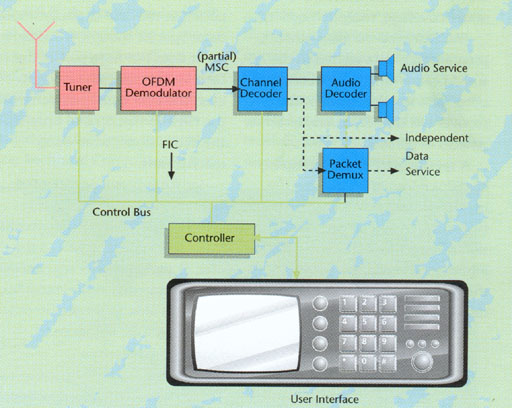 (partial)
MSC
Tuner
OFDM
Demodulator
Channel
Decoder
Audio
Decoder
Audio Service
Independent
Data
Service
FIC
Packet
Demux
Control Bus
Controller
1 2 3
4 5 6
7 8 9
* 0 #
User Interface